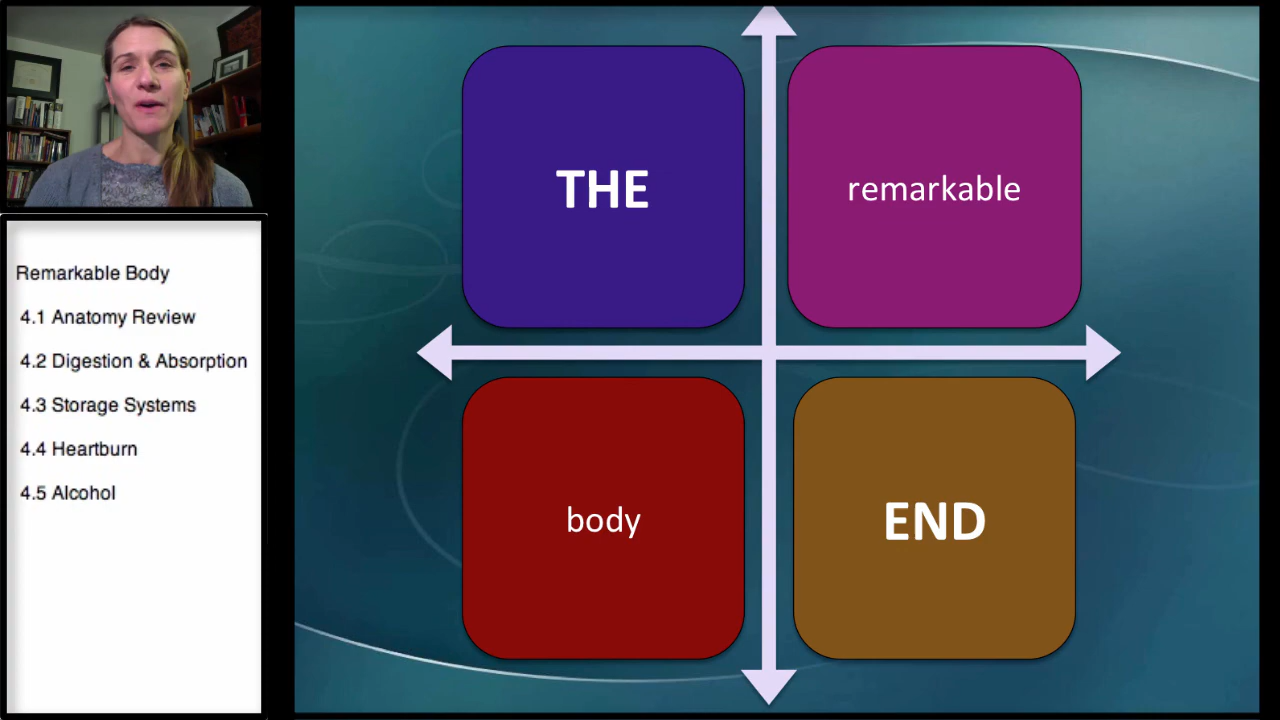 Remarkable Body
4.1 Anatomy Review
4.2 Digestion & Absorption
4.3 Storage Systems
4.4 Heartburn
4.5 Alcohol
THE
remarkable
body
END